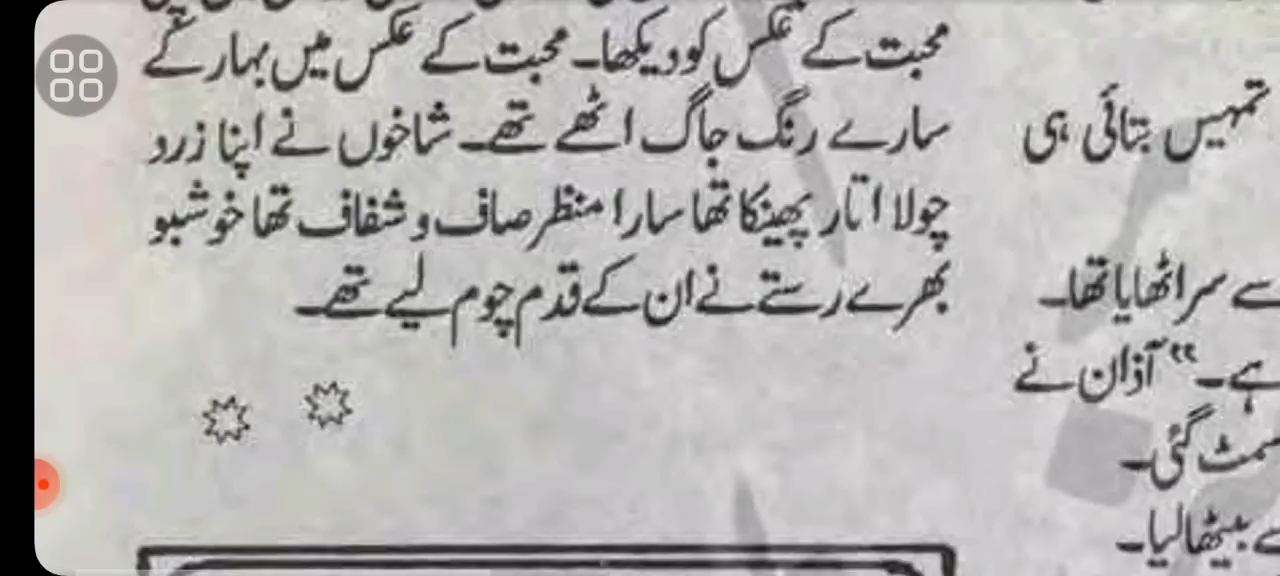 تمہیں بتائی ہی
سے سر اٹھایا تھا۔
ہے۔“ آذان نے
سمٹ گئی۔
بیٹھالیا۔
محبت کے عکس کو دیکھا۔ محبت کے عکس میں بہار کے
سارے رنگ جاگ اٹھے تھے۔ شاخوں نے اپنا زرد
چولا اتار پھینکا تھا سارا منظر صاف و شفاف تھا خوشبو
بھرے رستے نے ان کے قدم چوم لیے تھے۔